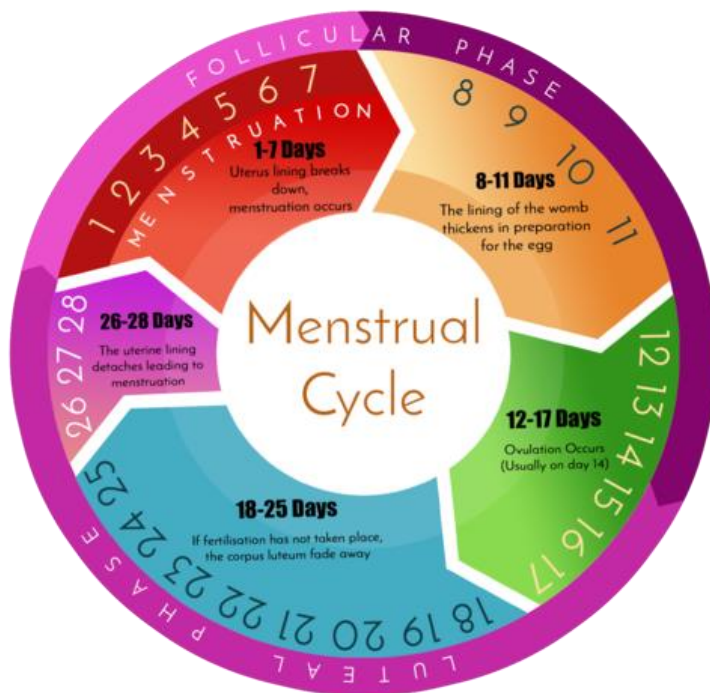 FOLLICULAR PHASE
1 2 3 4 5 6 7
MENSTRUATION
1-7 Days
Uterus lining breaks
down,
menstruation occurs
8 9 10 11
8-11 Days
The lining of the womb
thickens in preparation
for the egg
12 13 14 15 16 17
12-17 Days
Ovulation Occurs
(Usually on day 14)
18 19 20 21 22 23 24 25
18-25 Days
If fertilisation has not taken place,
the corpus luteum fade away
26 27 28
26-28 Days
The uterine lining
detaches leading to
menstruation
LUTEAL PHASE
Menstrual
Cycle